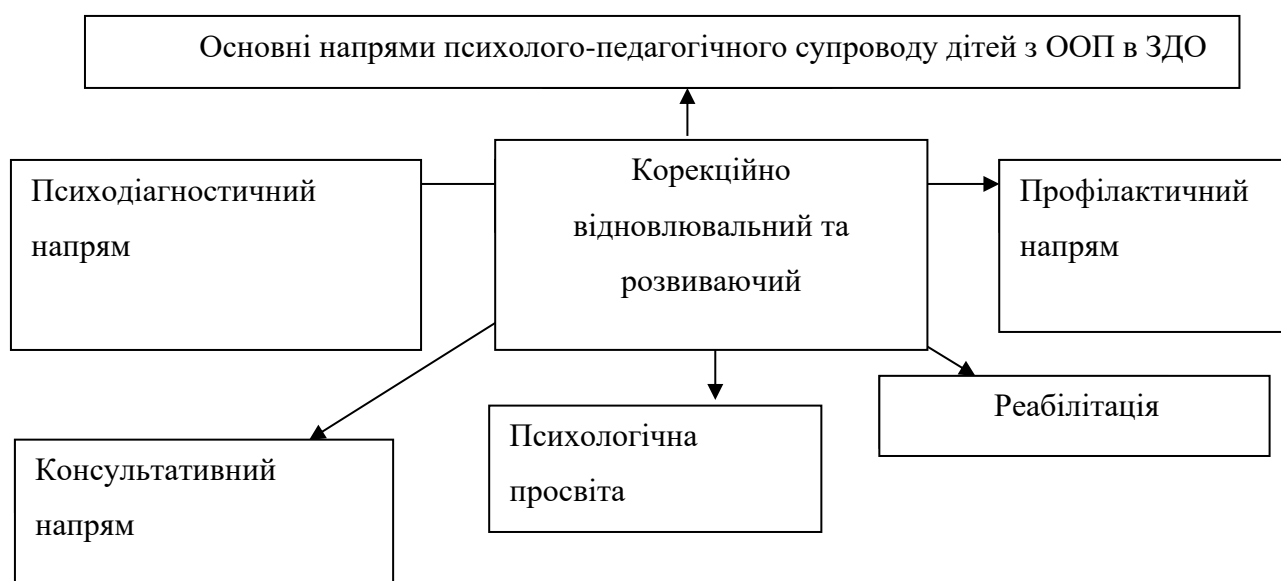 Основні напрями психолого-педагогічного супроводу дітей з ООП в ЗДО
Психодіагностичний
напрям
Корекційно
відновлювальний та
розвиваючий
Профілактичний
напрям
Консультативний
напрям
Психологічна
просвіта
Реабілітація